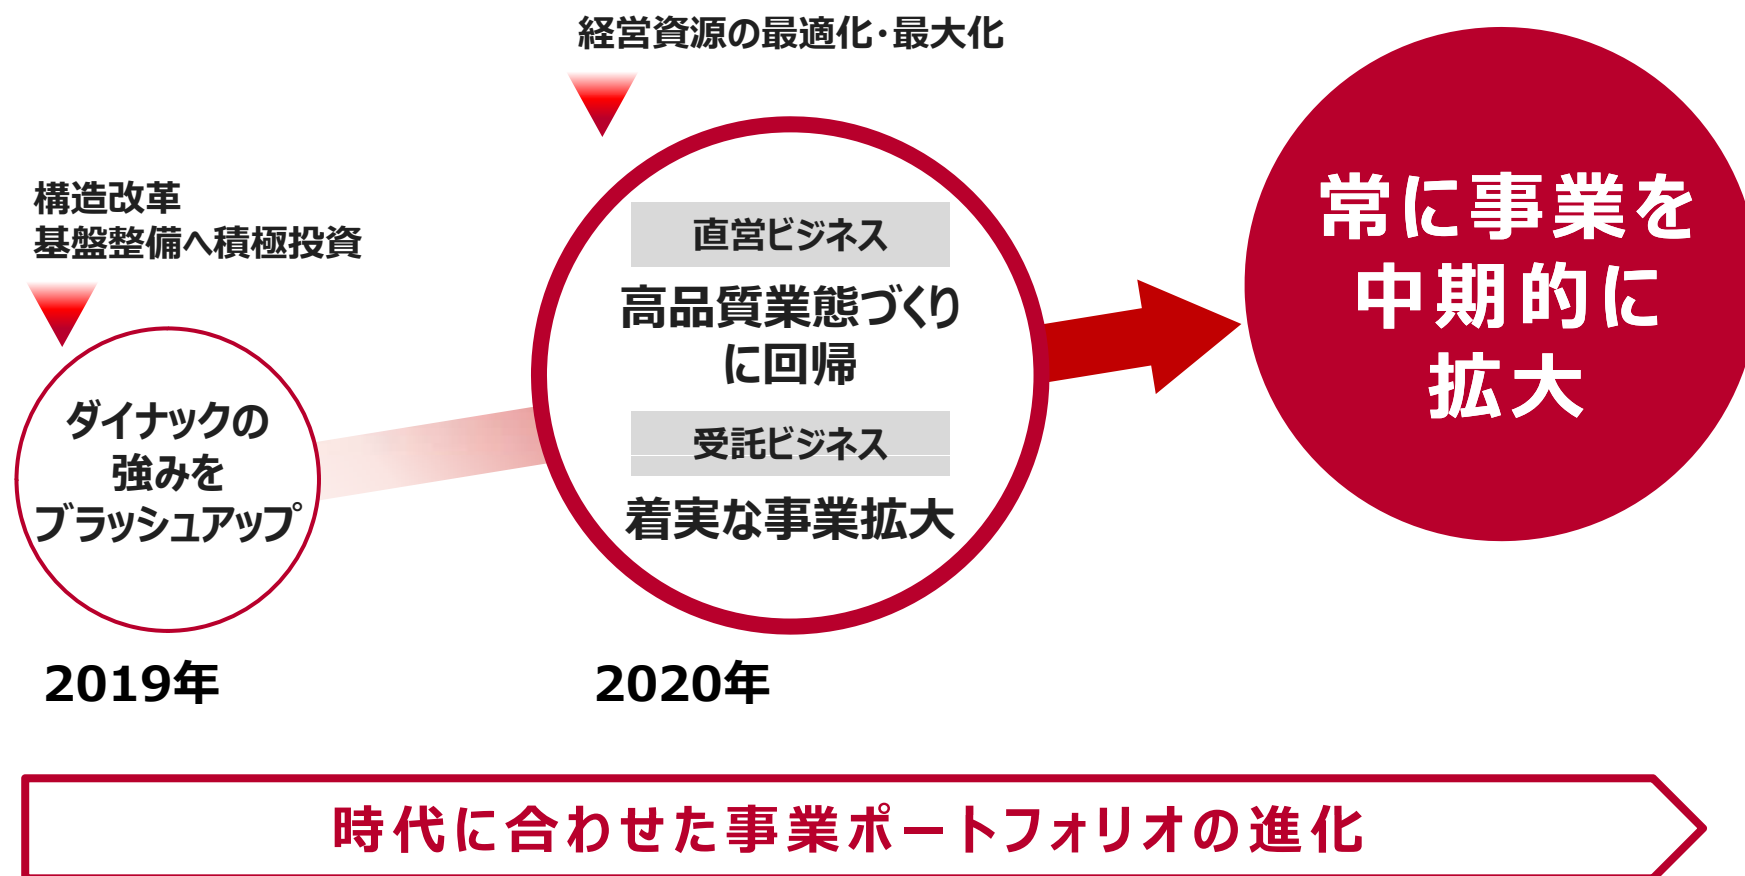 経営資源の最適化・最大化
構造改革
基盤整備へ積極投資
ダイナックの
強みを
ブラッシュアップ
2019年
直営ビジネス
高品質業態づくり
に回帰
受託ビジネス
着実な事業拡大
2020年
常に事業を
中期的に
拡大
時代に合わせた事業ポートフォリオの進化